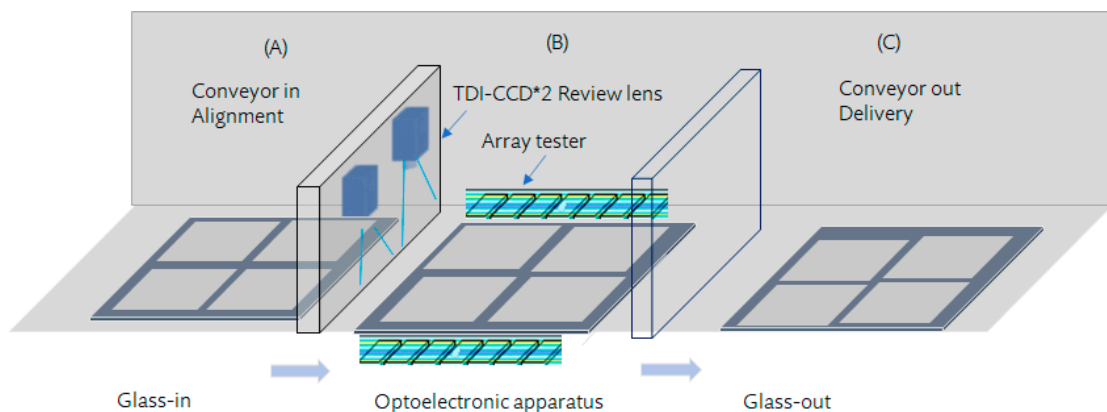 (A)
Conveyor in
Alignment
(B)
TDI-CCD*2 Review lens
Array tester
(C)
Conveyor out
Delivery
Glass-in
Optoelectronic apparatus
Glass-out